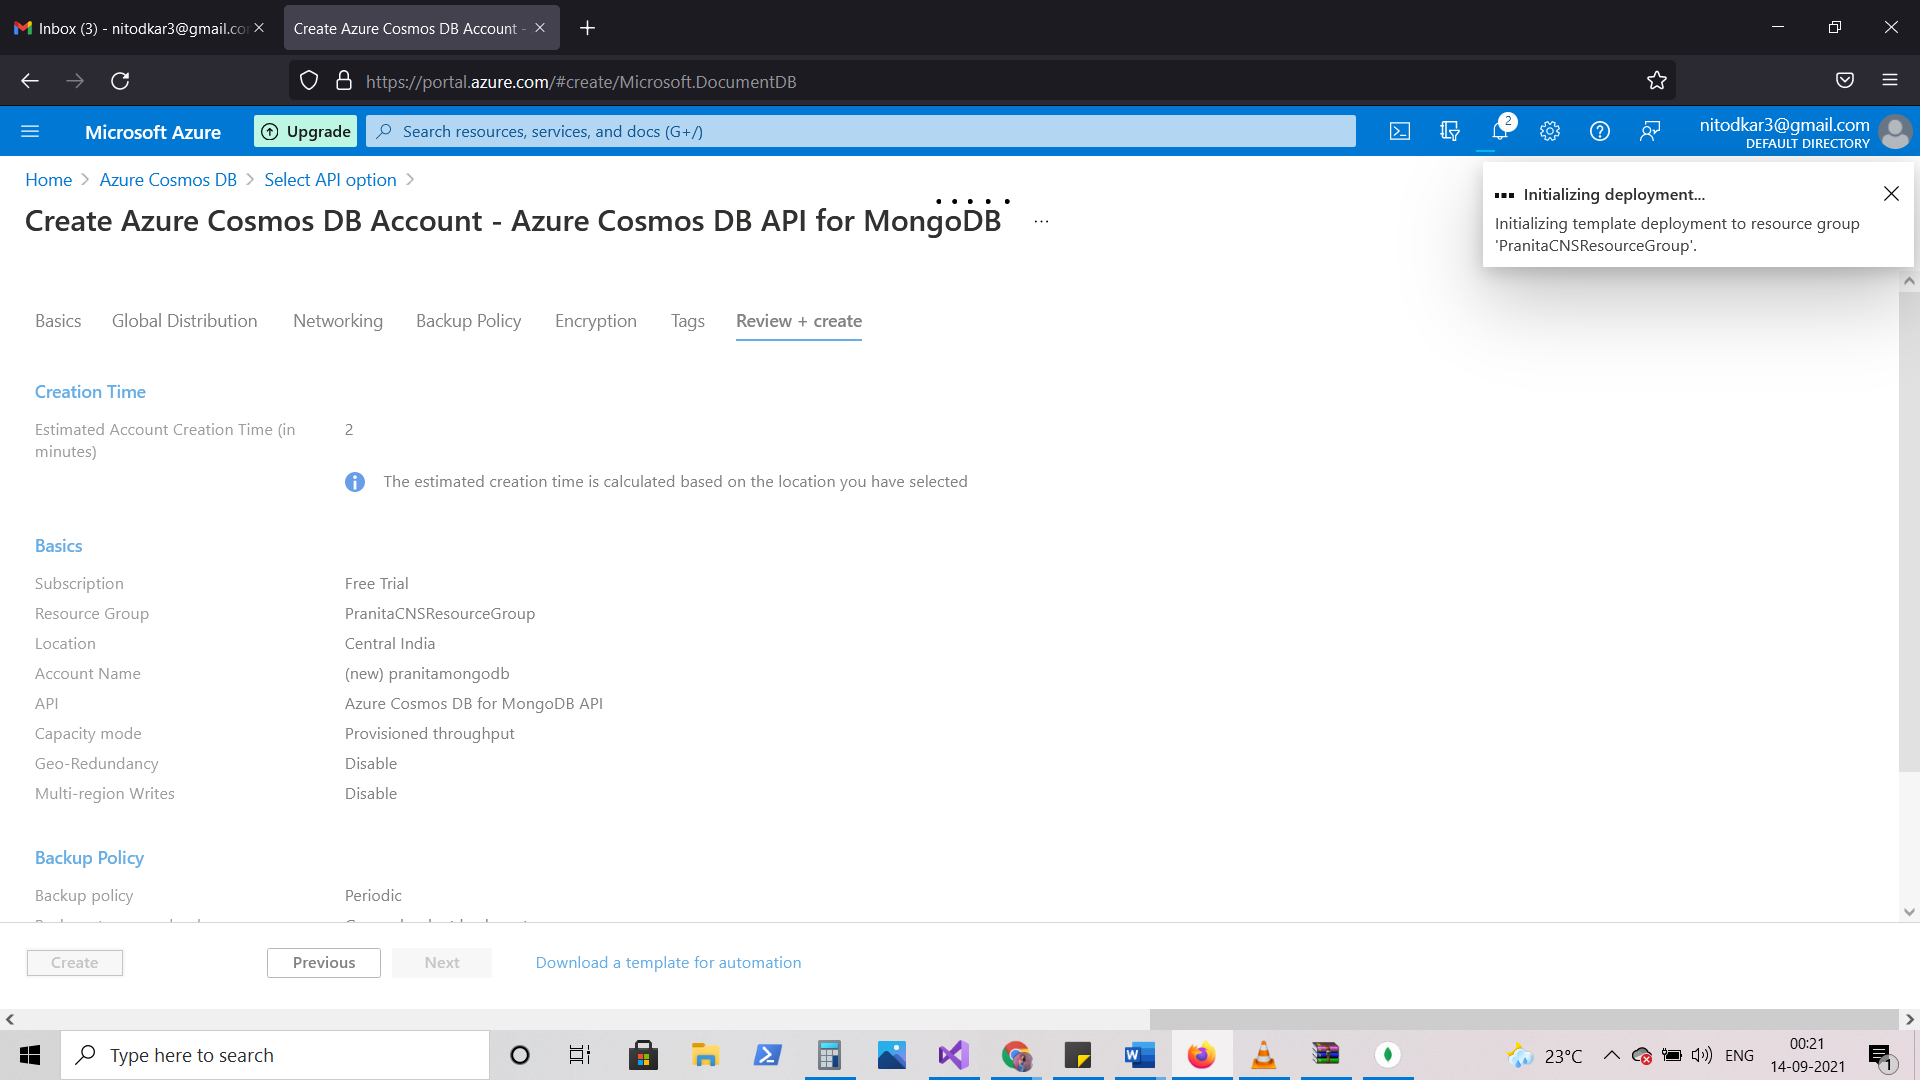 Inbox (3) - nitodkar3@gmail.co
Create Azure Cosmos DB Account -
https://portal.azure.com/#create/Microsoft.DocumentDB
Microsoft Azure
Upgrade
Search resources, services, and docs (G+/)
2
nitodkar3@gmail.com
DEFAULT DIRECTORY
Home > Azure Cosmos DB > Select API option >
Create Azure Cosmos DB Account - Azure Cosmos DB API for MongoDB ...
Initializing deployment...
Initializing template deployment to resource group
'PranitaCNSResourceGroup'.
Basics Global Distribution Networking Backup Policy Encryption Tags Review + create
Creation Time
Estimated Account Creation Time (in
minutes)
2
The estimated creation time is calculated based on the location you have selected
Basics
Subscription Free Trial
Resource Group PranitaCNSResourceGroup
Location Central India
Account Name (new) pranitamongodb
API Azure Cosmos DB for MongoDB API
Capacity mode Provisioned throughput
Geo-Redundancy Disable
Multi-region Writes Disable
Backup Policy
Backup policy Periodic
Create Previous Next Download a template for automation
Type here to search
23°C
ENG
00:21
14-09-2021
1